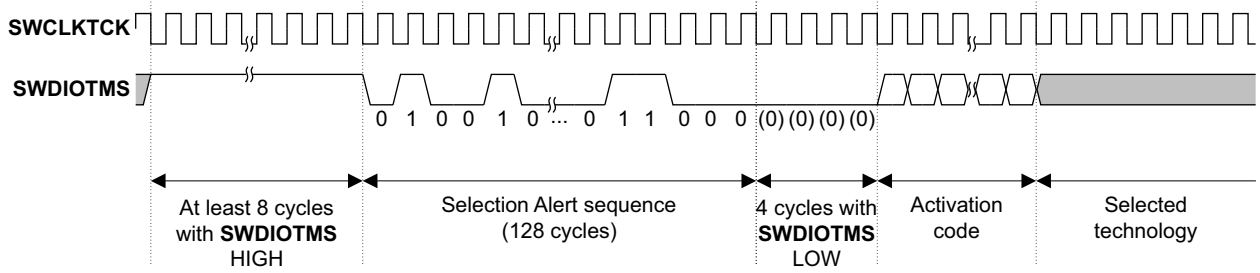 SWCLKTCK
SWDIOTMS
0 1 0 0 1 0 ... 0 1 1 0 0 0 (0) (0) (0) (0)
At least 8 cycles
with SWDIOTMS
HIGH
Selection Alert sequence
(128 cycles)
4 cycles with
SWDIOTMS
LOW
Activation
code
Selected
technology